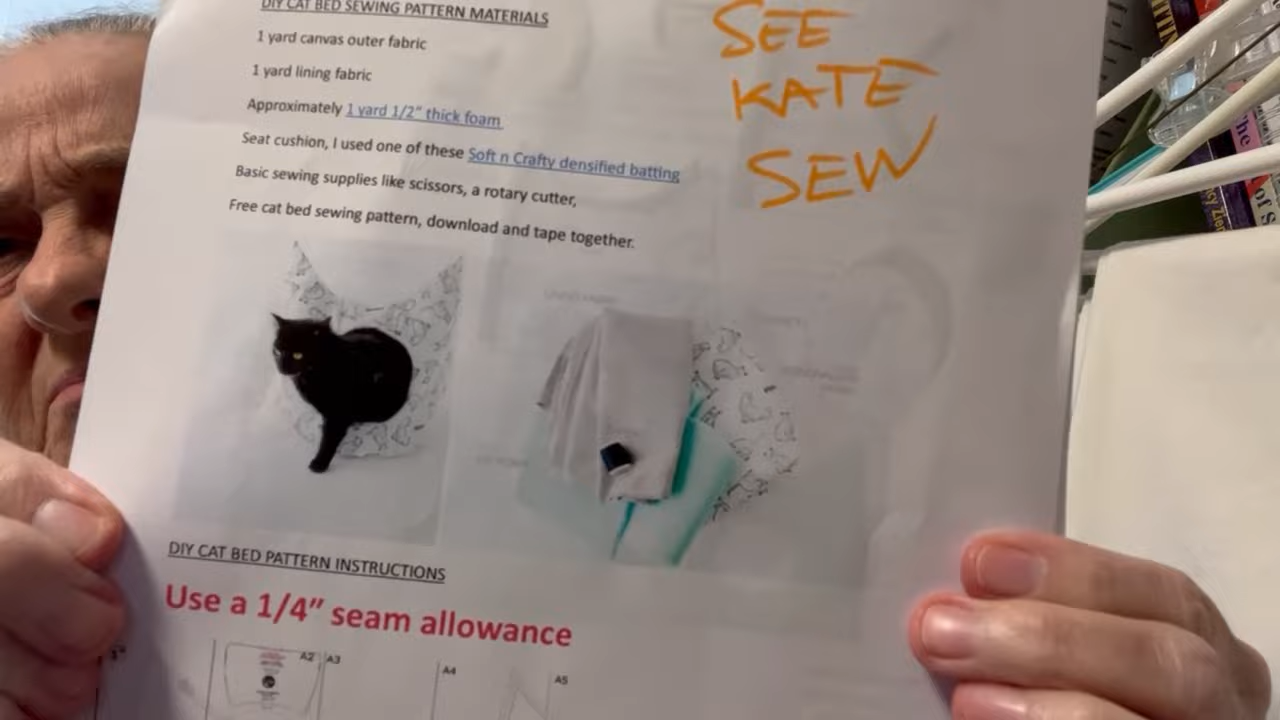 DIY CAT BED SEWING PATTERN MATERIALS
1 yard canvas outer fabric
1 yard lining fabric
Approximately 1 yard 1/2" thick foam
Seat cushion, I used one of these Soft n Crafty densified batting
Basic sewing supplies like scissors, a rotary cutter,
Free cat bed sewing pattern, download and tape together.
SEE
KATE
SEW
DIY CAT BED PATTERN INSTRUCTIONS
Use a 1/4" seam allowance
A2
A3
A4
A5
The
of S